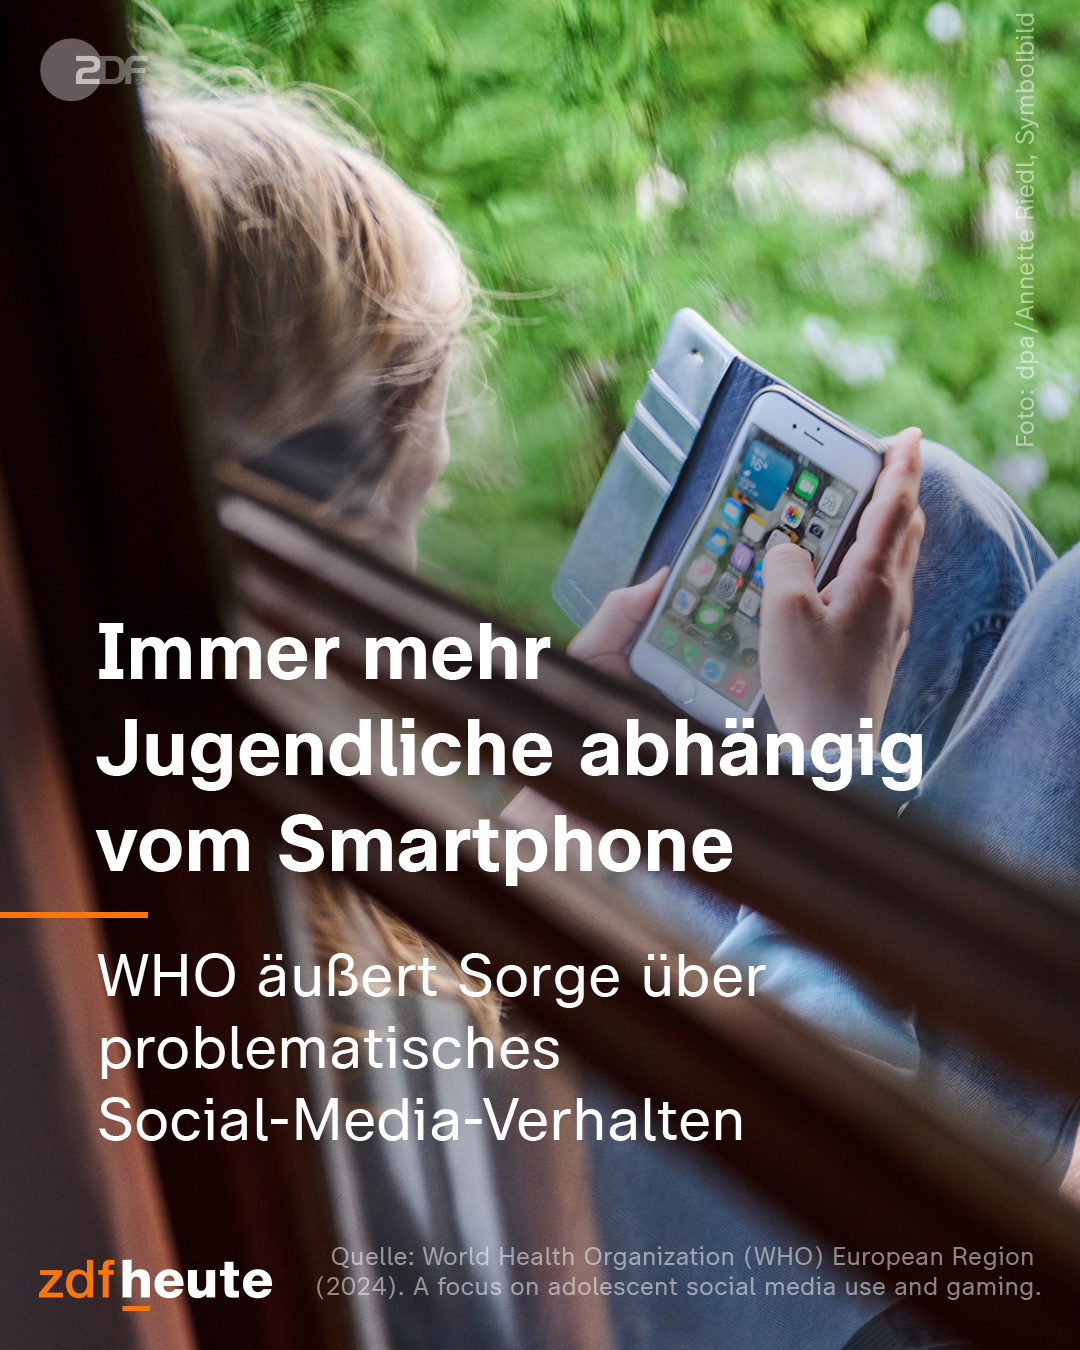 ZDF
Foto: dpa/Annette Riedl, Symbolbild
Immer mehr
Jugendliche abhängig
vom Smartphone
WHO äußert Sorge über
problematisches
Social-Media-Verhalten
zdfheute
Quelle: World Health Organization (WHO) European Region
(2024). A focus on adolescent social media use and gaming.